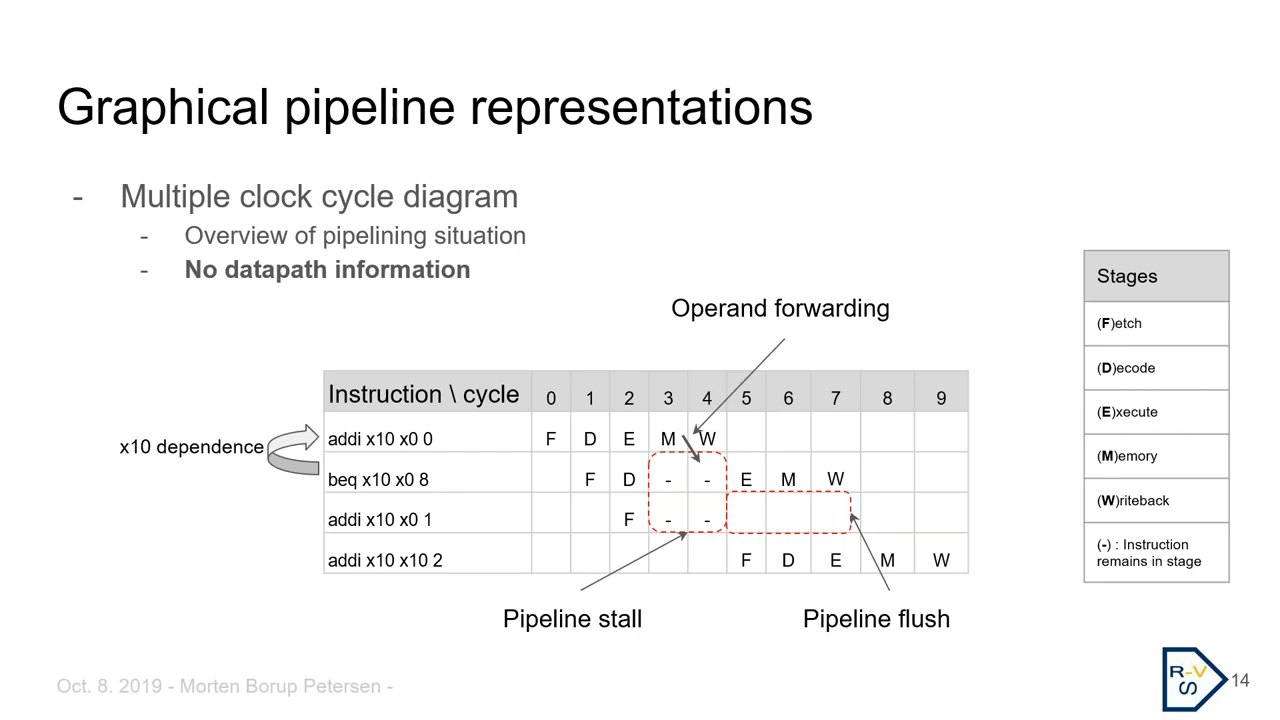 Graphical pipeline representations
- Multiple clock cycle diagram
- Overview of pipelining situation
- No datapath information
Operand forwarding
Instruction \ cycle 0 1 2 3 4 5 6 7 8 9
x10 dependence
addi x10 x0 0 F D E M W
beq x10 x0 8 F D - - E M W
addi x10 x0 1 F - -
addi x10 x10 2 F D E M W
Pipeline stall
Pipeline flush
Stages
(F)etch
(D)ecode
(E)xecute
(M)emory
(W)riteback
(-) : Instruction
remains in stage
Oct. 8. 2019 - Morten Borup Petersen -
R-V
S
14